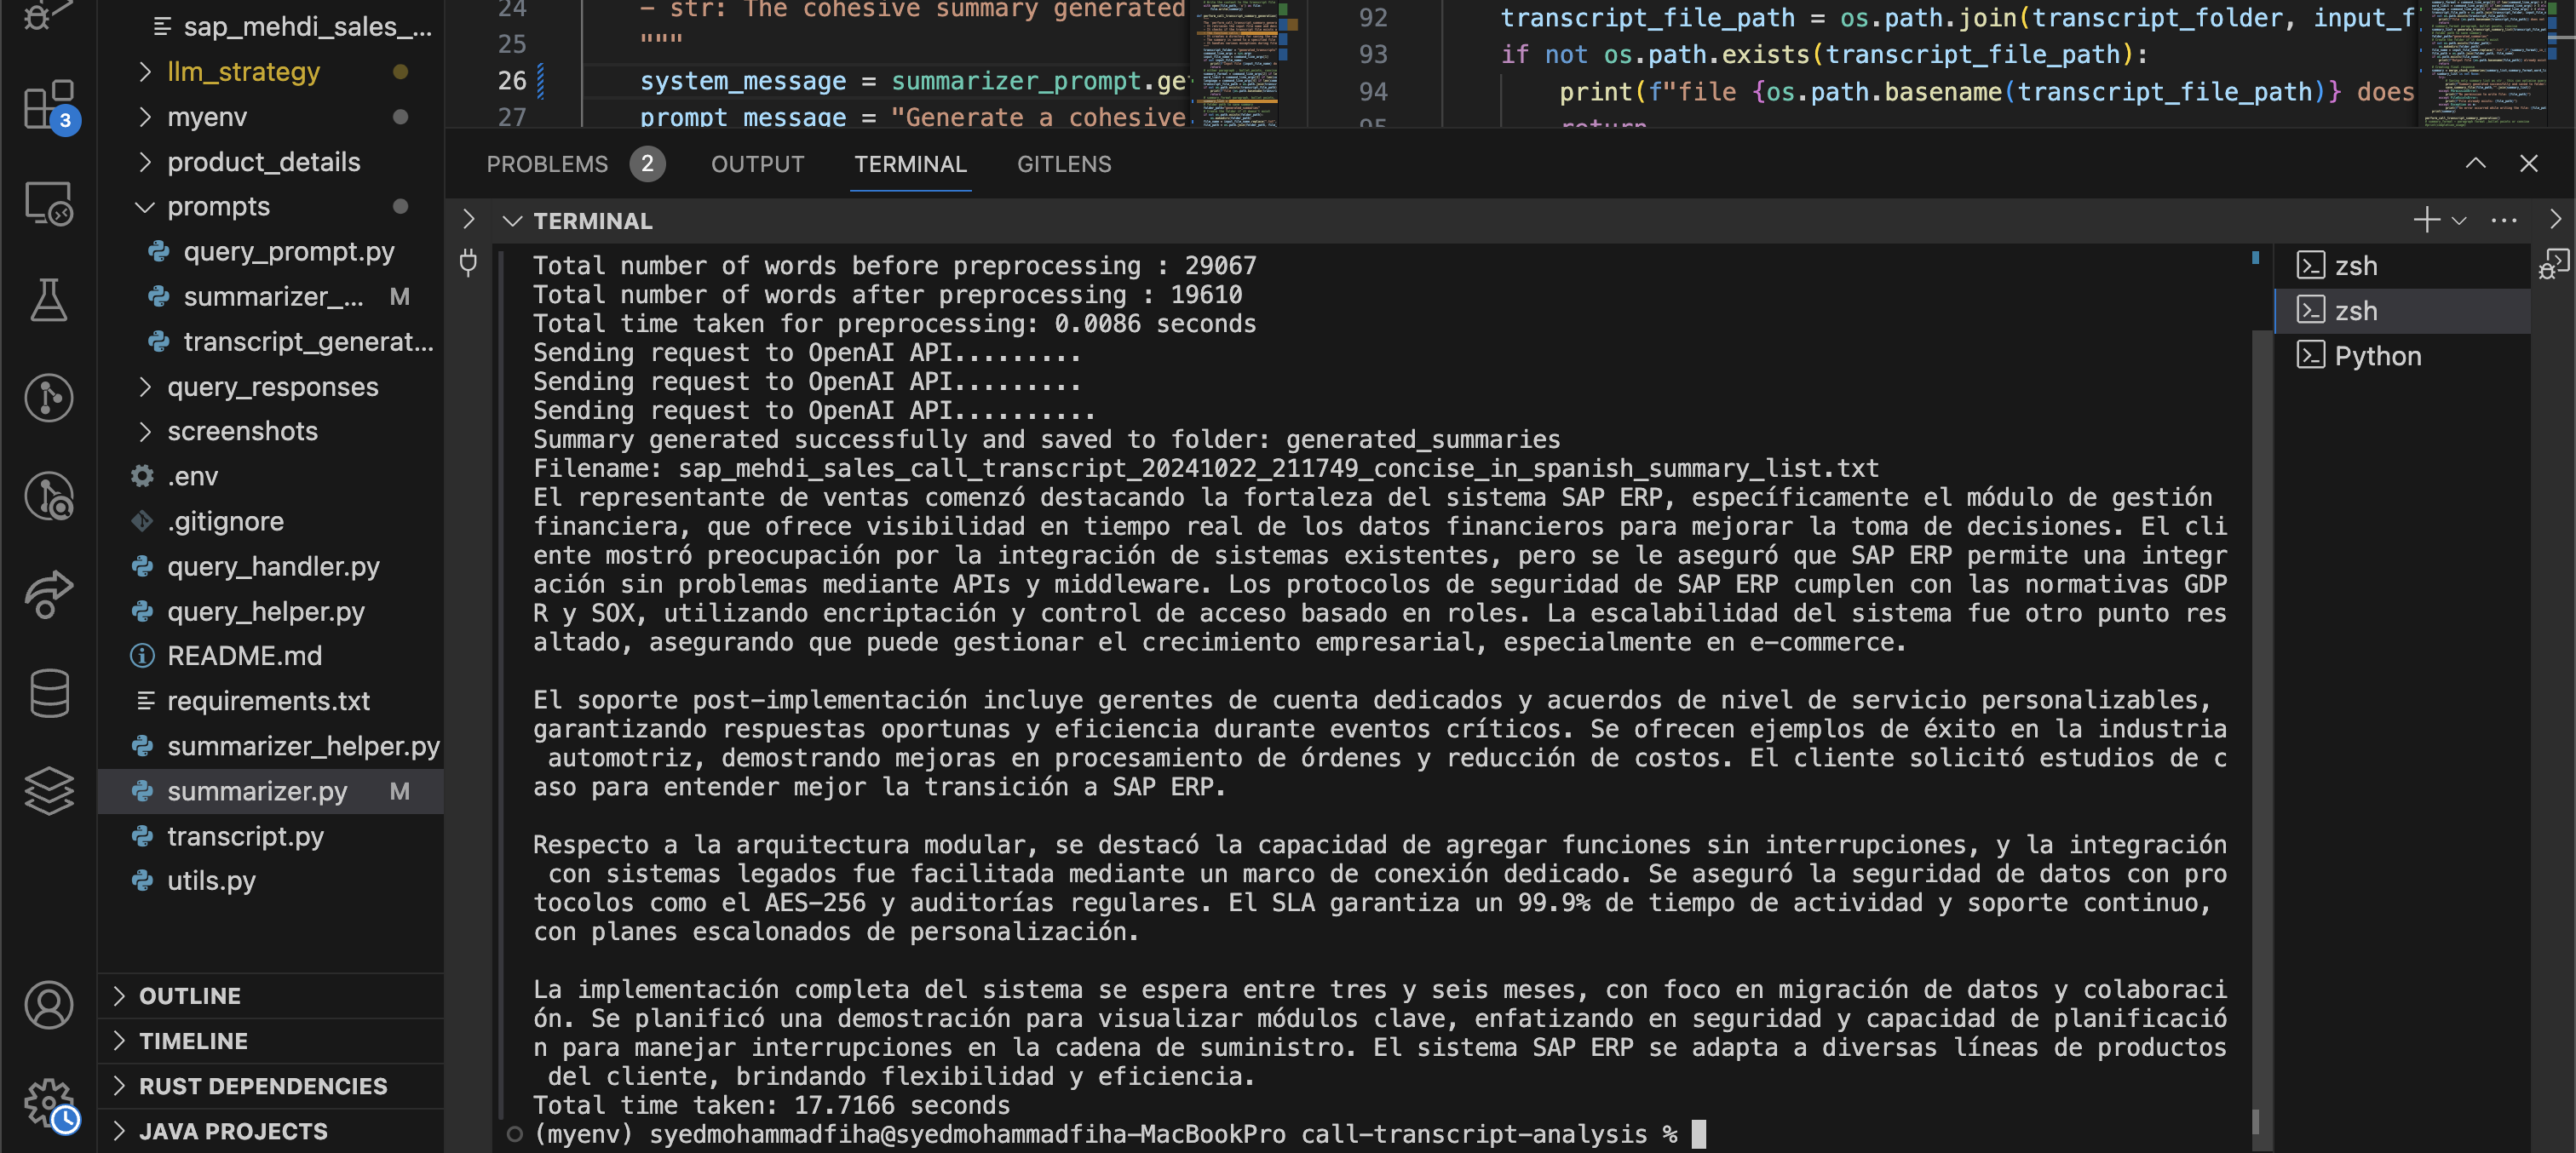 sap_mehdi_sales_...
llm_strategy
myenv
product_details
prompts
query_prompt.py
summarizer_... M
transcript_generat...
query_responses
screenshots
.env
.gitignore
query_handler.py
query_helper.py
README.md
requirements.txt
summarizer_helper.py
summarizer.py M
transcript.py
utils.py
OUTLINE
TIMELINE
RUST DEPENDENCIES
JAVA PROJECTS
3
24 - str: The cohesive summary generated
25 """
26 system_message = summarizer_prompt.ge
27 prompt_message = "Generate a cohesive
92 transcript_file_path = os.path.join(transcript_folder, input_f
93 if not os.path.exists(transcript_file_path):
94 print(f"file {os.path.basename(transcript_file_path)} does
95 return
PROBLEMS 2 OUTPUT TERMINAL GITLENS
TERMINAL
Total number of words before preprocessing : 29067
Total number of words after preprocessing : 19610
Total time taken for preprocessing: 0.0086 seconds
Sending request to OpenAI API.........
Sending request to OpenAI API.........
Sending request to OpenAI API..........
Summary generated successfully and saved to folder: generated_summaries
Filename: sap_mehdi_sales_call_transcript_20241022_211749_concise_in_spanish_summary_list.txt
El representante de ventas comenzó destacando la fortaleza del sistema SAP ERP, específicamente el módulo de gestión
financiera, que ofrece visibilidad en tiempo real de los datos financieros para mejorar la toma de decisiones. El cli
ente mostró preocupación por la integración de sistemas existentes, pero se le aseguró que SAP ERP permite una integr
ación sin problemas mediante APIs y middleware. Los protocolos de seguridad de SAP ERP cumplen con las normativas GDP
R y SOX, utilizando encriptación y control de acceso basado en roles. La escalabilidad del sistema fue otro punto res
altado, asegurando que puede gestionar el crecimiento empresarial, especialmente en e-commerce.
El soporte post-implementación incluye gerentes de cuenta dedicados y acuerdos de nivel de servicio personalizables,
garantizando respuestas oportunas y eficiencia durante eventos críticos. Se ofrecen ejemplos de éxito en la industria
automotriz, demostrando mejoras en procesamiento de órdenes y reducción de costos. El cliente solicitó estudios de c
aso para entender mejor la transición a SAP ERP.
Respecto a la arquitectura modular, se destacó la capacidad de agregar funciones sin interrupciones, y la integración
con sistemas legados fue facilitada mediante un marco de conexión dedicado. Se aseguró la seguridad de datos con pro
tocolos como el AES-256 y auditorías regulares. El SLA garantiza un 99.9% de tiempo de actividad y soporte continuo,
con planes escalonados de personalización.
La implementación completa del sistema se espera entre tres y seis meses, con foco en migración de datos y colaboraci
ón. Se planificó una demostración para visualizar módulos clave, enfatizando en seguridad y capacidad de planificació
n para manejar interrupciones en la cadena de suministro. El sistema SAP ERP se adapta a diversas líneas de productos
del cliente, brindando flexibilidad y eficiencia.
Total time taken: 17.7166 seconds
(myenv) syedmohammadfiha@syedmohammadfiha-MacBookPro call-transcript-analysis %
zsh
zsh
Python